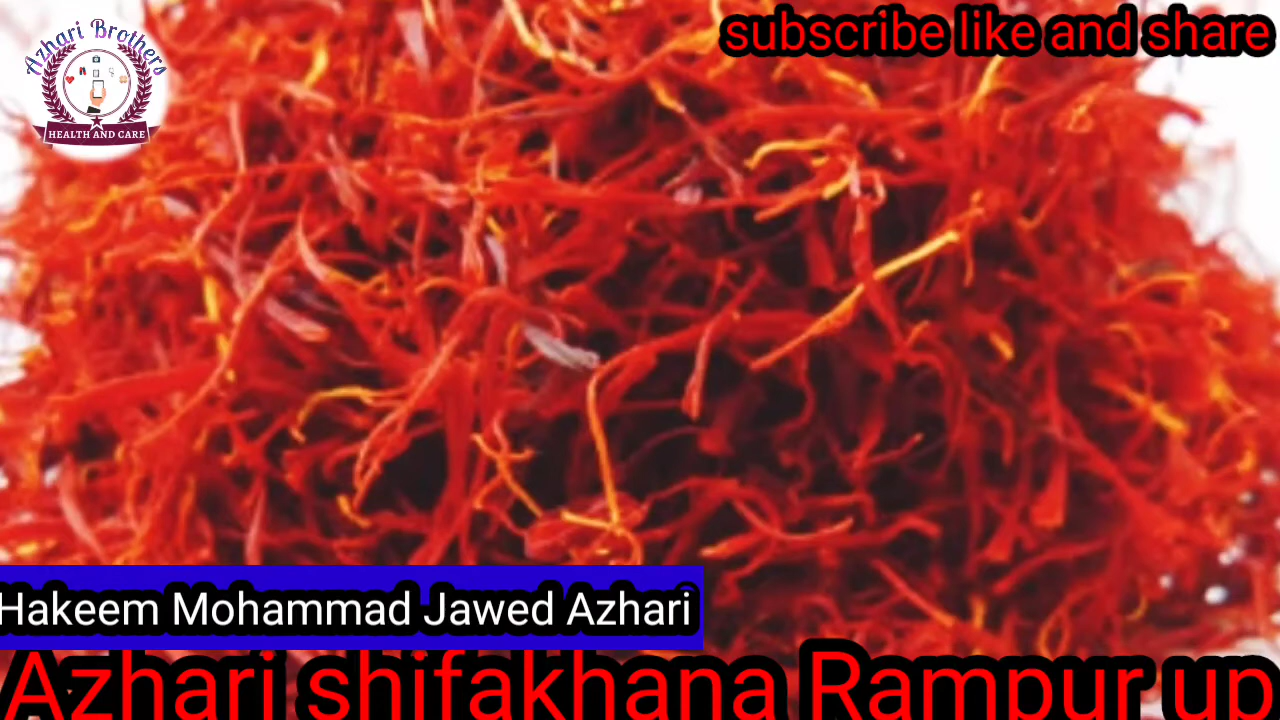 Azhari Brothers
HEALTH AND CARE
subscribe like and share
Hakeem Mohammad Jawed Azhari
Azhari shifakhana Rampur up